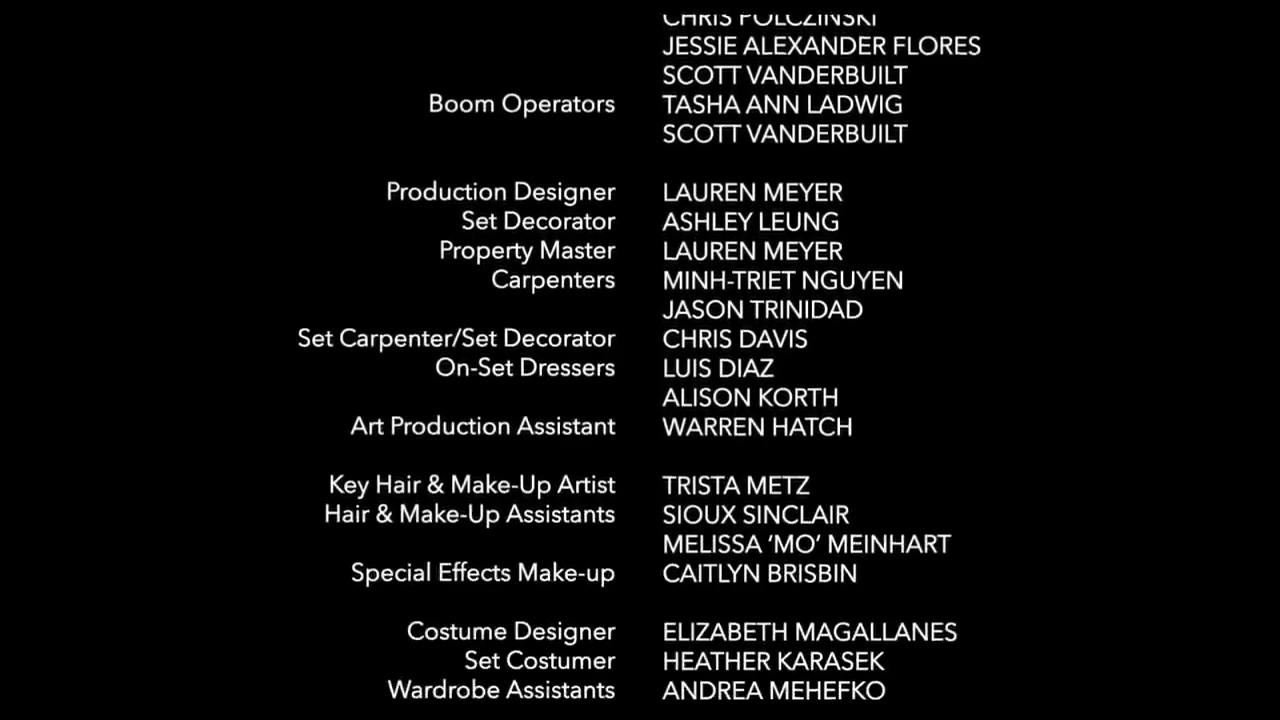 CHRIS POLCZINSKI
JESSIE ALEXANDER FLORES
SCOTT VANDERBUILT
Boom Operators TASHA ANN LADWIG
SCOTT VANDERBUILT
Production Designer LAUREN MEYER
Set Decorator ASHLEY LEUNG
Property Master LAUREN MEYER
Carpenters MINH-TRIET NGUYEN
JASON TRINIDAD
Set Carpenter/Set Decorator CHRIS DAVIS
On-Set Dressers LUIS DIAZ
ALISON KORTH
Art Production Assistant WARREN HATCH
Key Hair & Make-Up Artist TRISTA METZ
Hair & Make-Up Assistants SIOUX SINCLAIR
MELISSA ‘MO’ MEINHART
Special Effects Make-up CAITLYN BRISBIN
Costume Designer ELIZABETH MAGALLANES
Set Costumer HEATHER KARASEK
Wardrobe Assistants ANDREA MEHEFKO